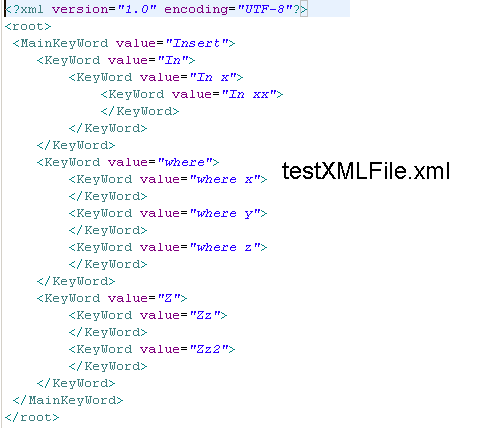 <?xml version="1.0" encoding="UTF-8"?>
<root>
<MainKeyWord value="Insert">
<KeyWord value="In">
<KeyWord value="In x">
<KeyWord value="In xx">
</KeyWord>
</KeyWord>
</KeyWord>
<KeyWord value="where">
<KeyWord value="where x">
</KeyWord>
<KeyWord value="where y">
</KeyWord>
<KeyWord value="where z">
</KeyWord>
</KeyWord>
<KeyWord value="Z">
<KeyWord value="Zz">
</KeyWord>
<KeyWord value="Zz2">
</KeyWord>
</KeyWord>
</MainKeyWord>
</root>
testXMLFile.xml